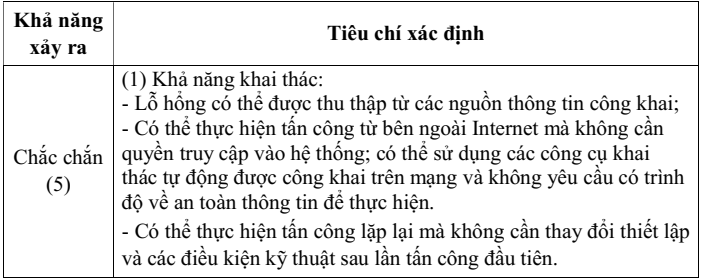 Khả năng
xảy ra
Tiêu chí xác định
Chắc chắn
(5)
(1) Khả năng khai thác:
- Lỗ hổng có thể được thu thập từ các nguồn thông tin công khai;
- Có thể thực hiện tấn công từ bên ngoài Internet mà không cần
quyền truy cập vào hệ thống; có thể sử dụng các công cụ khai
thác tự động được công khai trên mạng và không yêu cầu có trình
độ về an toàn thông tin để thực hiện.
- Có thể thực hiện tấn công lặp lại mà không cần thay đổi thiết lập
và các điều kiện kỹ thuật sau lần tấn công đầu tiên.